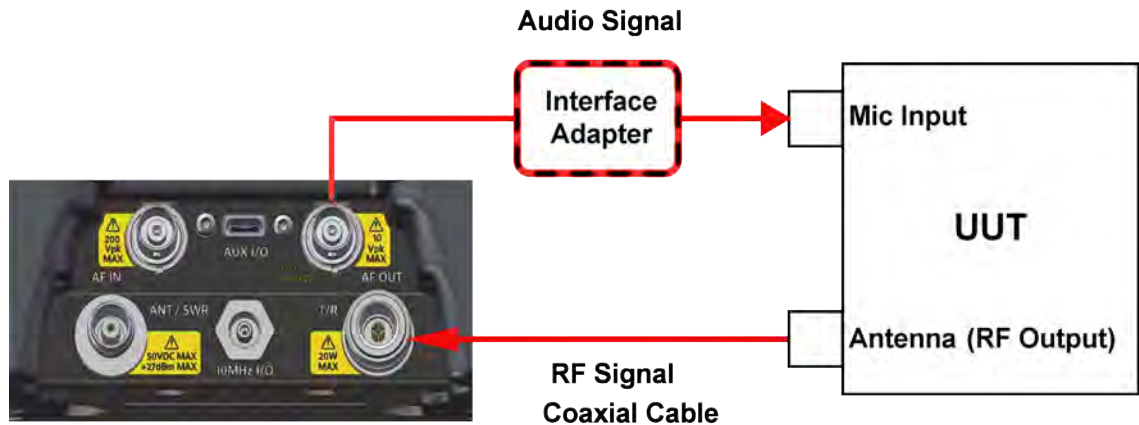 Audio Signal
Interface
Adapter
Mic Input
UUT
Antenna (RF Output)
RF Signal
Coaxial Cable
200
Vpk
MAX
AF IN
AUX I/O
10
Vpk
MAX
AF OUT
ANT / SWR
50VDC MAX
+27dBm MAX
10MHz I/O
T/R
20W
MAX